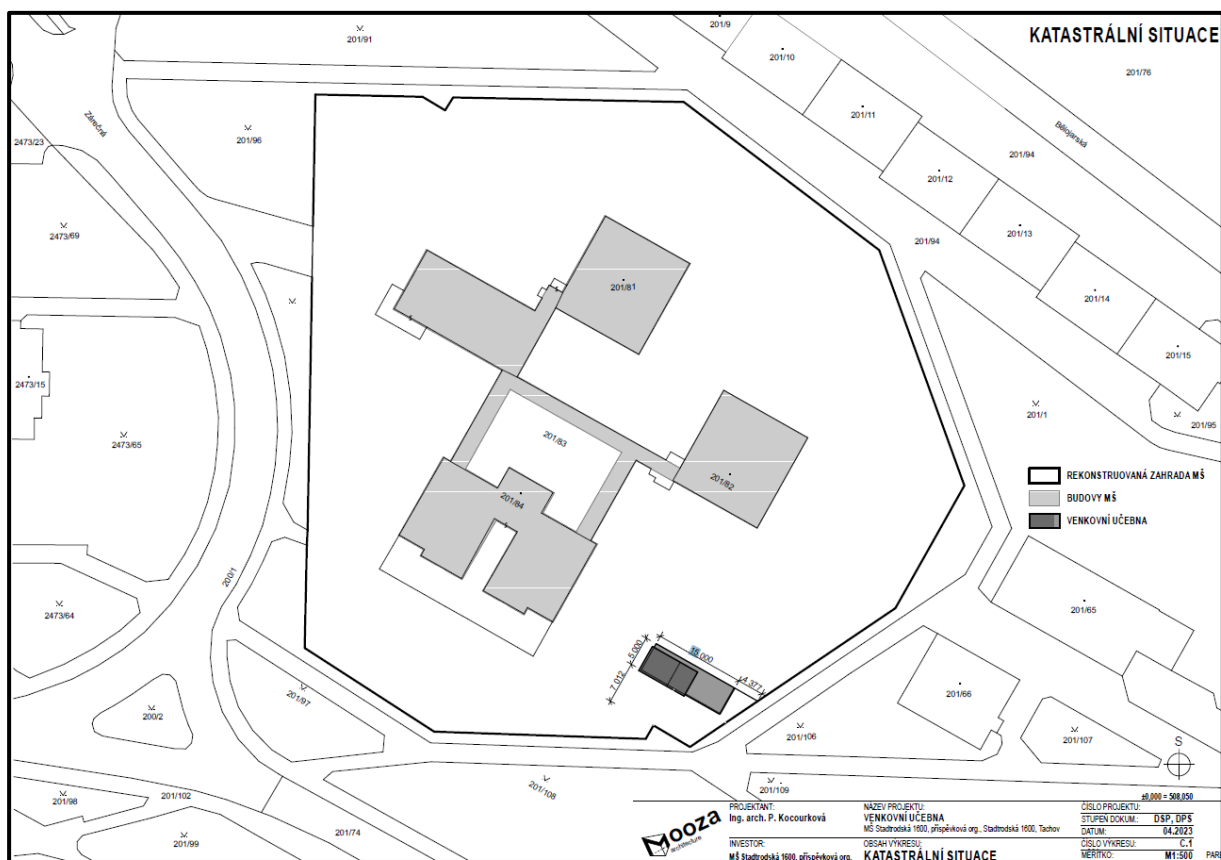 KATASTRÁLNÍ SITUACE
201/9
201/91
201/10
201/76
201/11
Zárečná
Bělojarská
2473/23
201/96
201/94
201/12
2473/69
201/13
201/94
201/81
201/14
201/15
2473/15
201/1
201/95
2473/65
201/83
201/82
201/84
REKONSTRUOVANÁ ZAHRADA MŠ
BUDOVY MŠ
VENKOVNÍ UČEBNA
200/1
2473/64
201/65
5.000
15.000
4.377
7.012
201/66
201/97
200/2
201/106
201/107
S
201/108
201/109
201/98
201/102
201/74
201/99
±0,000 = 508,050
Mooza
architecture
PROJEKTANT:
Ing. arch. P. Kocourková
INVESTOR:
MŠ Stadtrodská 1600, příspěvková org.
NÁZEV PROJEKTU:
VENKOVNÍ UČEBNA
MŠ Stadtrodská 1600, příspěvková org., Stadtrodská 1600, Tachov
OBSAH VÝKRESU:
KATASTRÁLNÍ SITUACE
ČÍSLO PROJEKTU:
STUPEŇ DOKUM.: DSP, DPS
DATUM: 04.2023
ČÍSLO VÝKRESU: C.1
MĚŘÍTKO: M1:500